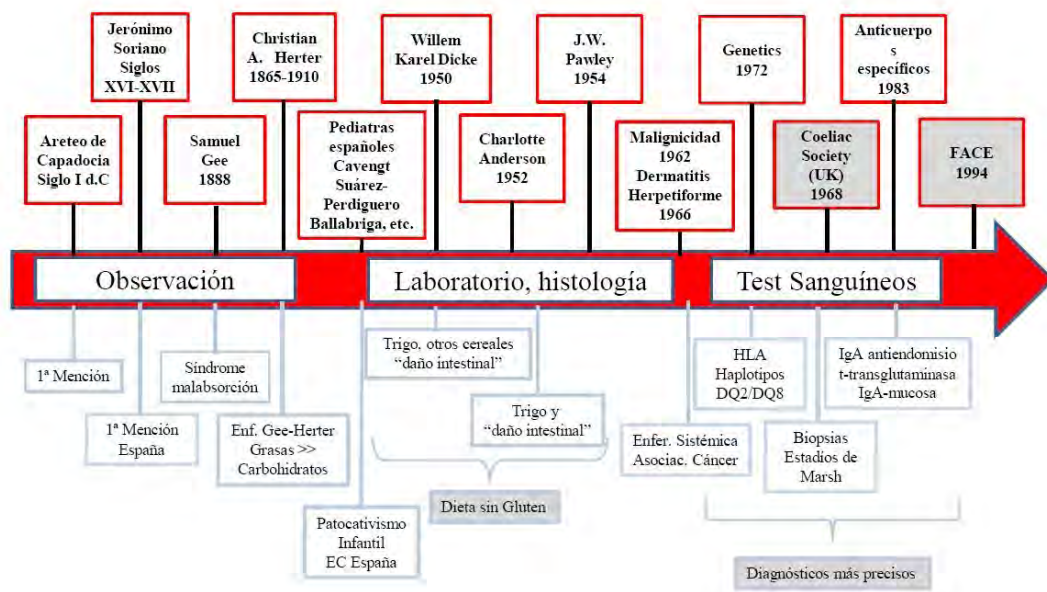 Jerónimo
Soriano
Siglos
XVI-XVII
Christian
A. Herter
1865-1910
Willem
Karel Dicke
1950
J.W.
Pawley
1954
Genetics
1972
Anticuerpo
s
específicos
1983
Areteo de
Capadocia
Siglo I d.C
Samuel
Gee
1888
Pediatras
españoles
Cavengt
Suárez-
Perdiguero
Ballabriga, etc.
Charlotte
Anderson
1952
Malignicidad
1962
Dermatitis
Herpetiforme
1966
Coeliac
Society
(UK)
1968
FACE
1994
Observación
Laboratorio, histología
Test Sanguíneos
1ª Mención
1ª Mención
España
Síndrome
malabsorción
Enf. Gee-Herter
Grasas >>
Carbohidratos
Patocativismo
Infantil
EC España
Trigo, otros cereales
“daño intestinal”
Trigo y
“daño intestinal”
Dieta sin Gluten
Enfer. Sistémica
Asociac. Cáncer
HLA
Haplotipos
DQ2/DQ8
Biopsias
Estadios de
Marsh
IgA antiendomisio
t-transglutaminasa
IgA-mucosa
Diagnósticos más precisos